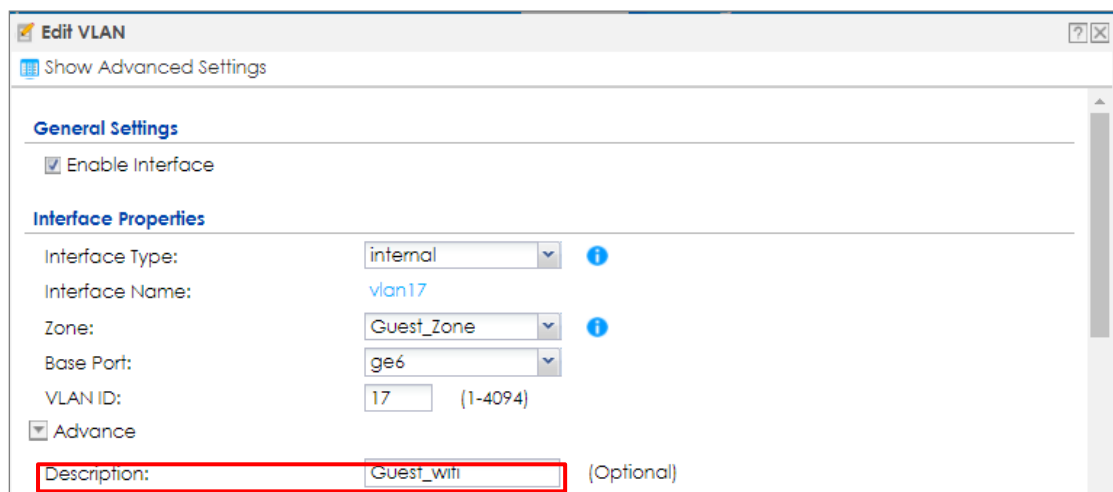 Edit VLAN
Show Advanced Settings
General Settings
Enable Interface
Interface Properties
Interface Type: internal
Interface Name: vlan17
Zone: Guest_Zone
Base Port: ge6
VLAN ID: 17 (1-4094)
Advance
Description: Guest_wifi (Optional)